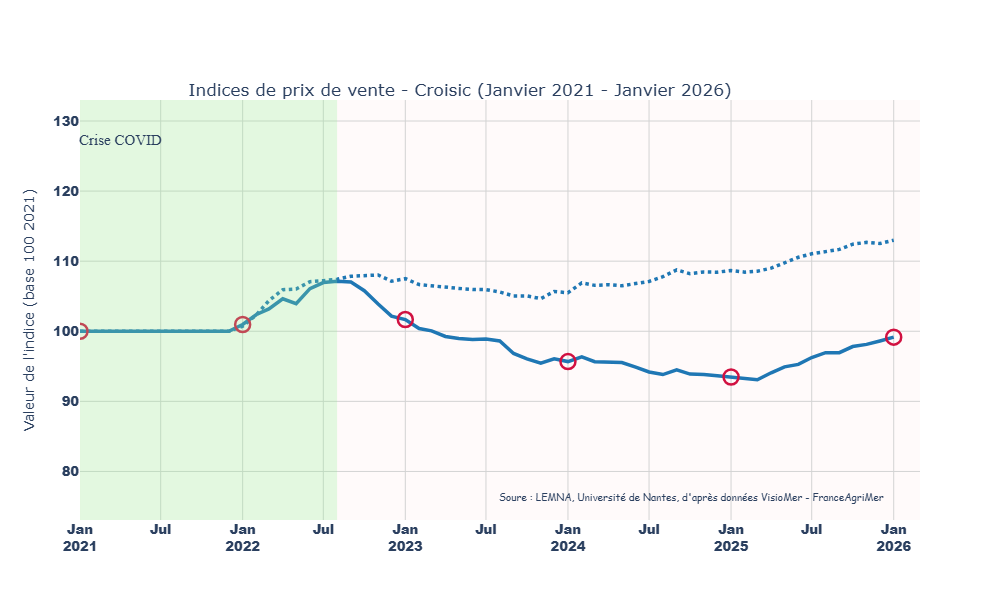 Indices de prix de vente - Croisic (Janvier 2021 - Janvier 2026)
130
Crise COVID
120
110
100
90
80
Valeur de l'indice (base 100 2021)
Soure : LEMNA, Université de Nantes, d'après données VisioMer - FranceAgriMer
Jan Jul Jan Jul Jan Jul Jan Jul Jan Jul Jan
2021 2022 2023 2024 2025 2026